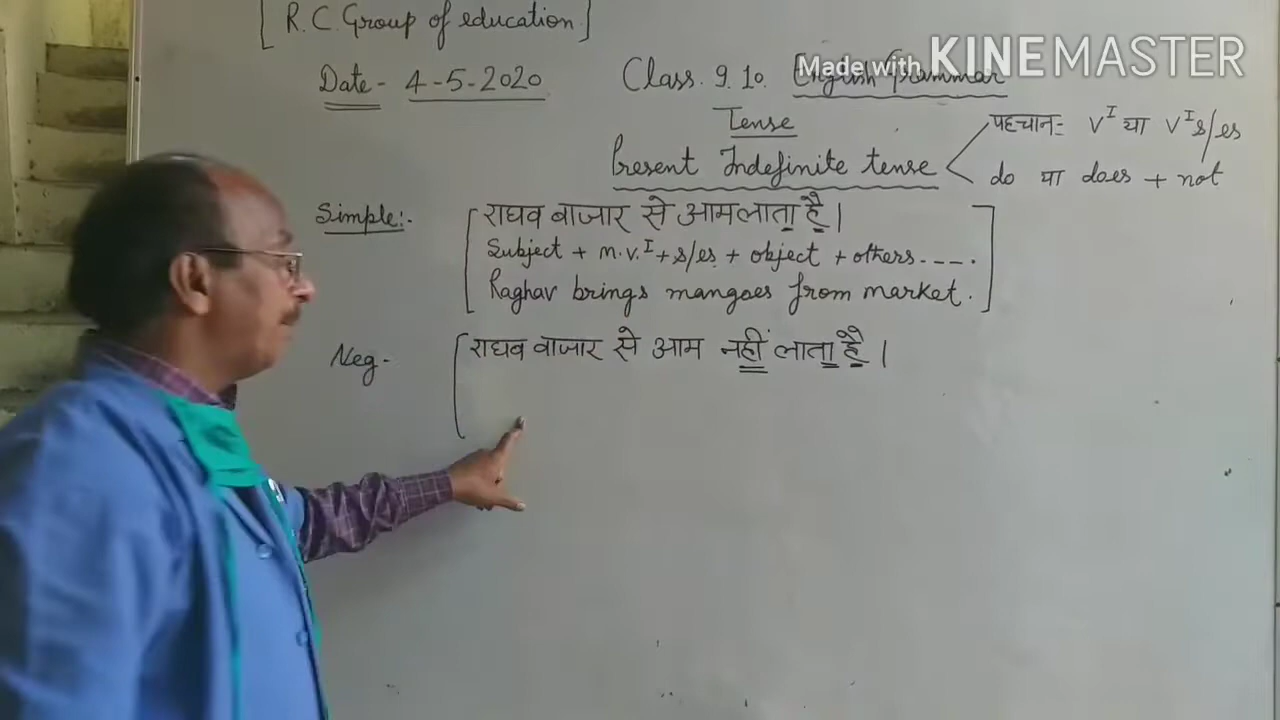 [ R.C. Group of education ]
Made with KINEMASTER
Date - 4-5-2020 Class. 9.10. English Grammar
Tense
Present Indefinite tense
पहचान:- V^I या V^I s/es
do या does + not
Simple:- [ राघव बाजार से आम लाता है।
Subject + m.v.^I + s/es + object + others ----.
Raghav brings mangoes from market. ]
Neg- [ राघव बाजार से आम नहीं लाता है।